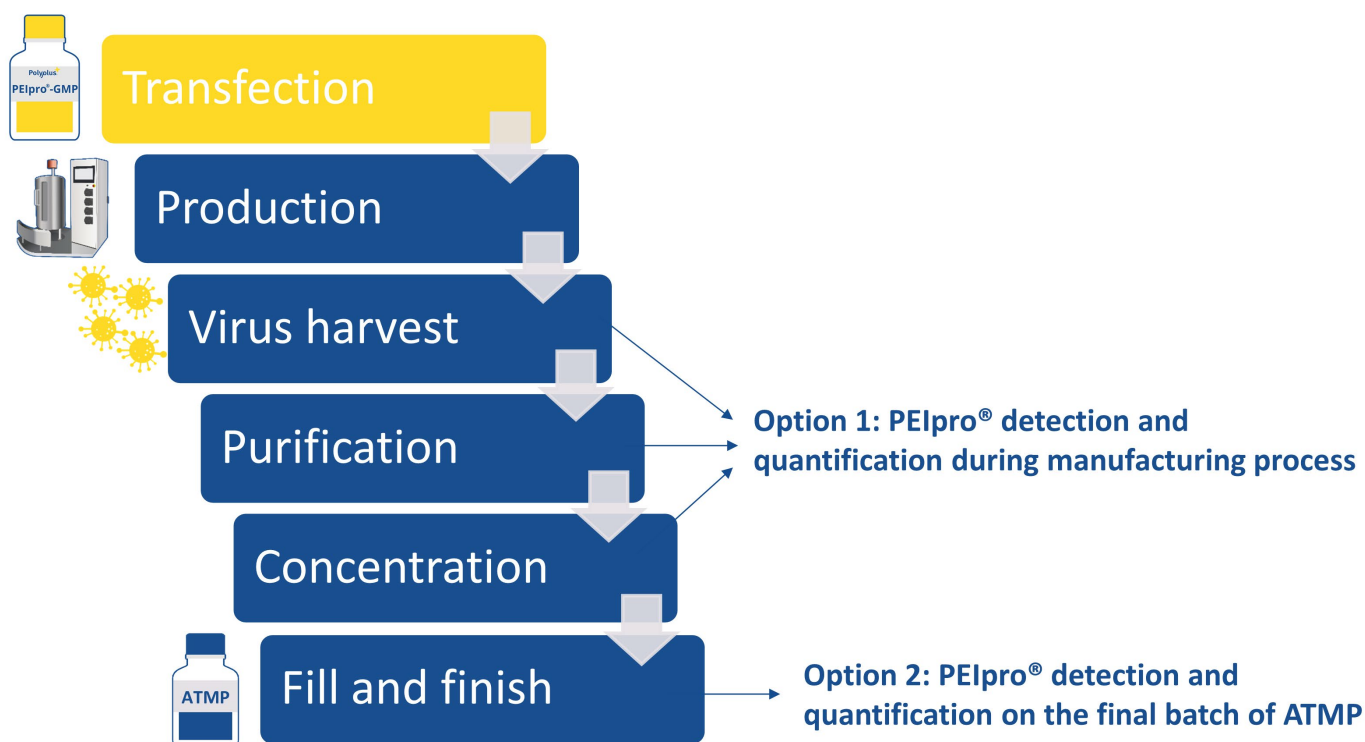 Polyplus
PEIpro®-GMP
Transfection
Production
Virus harvest
Purification
Option 1: PEIpro® detection and
quantification during manufacturing process
Concentration
ATMP
Fill and finish
Option 2: PEIpro® detection and
quantification on the final batch of ATMP